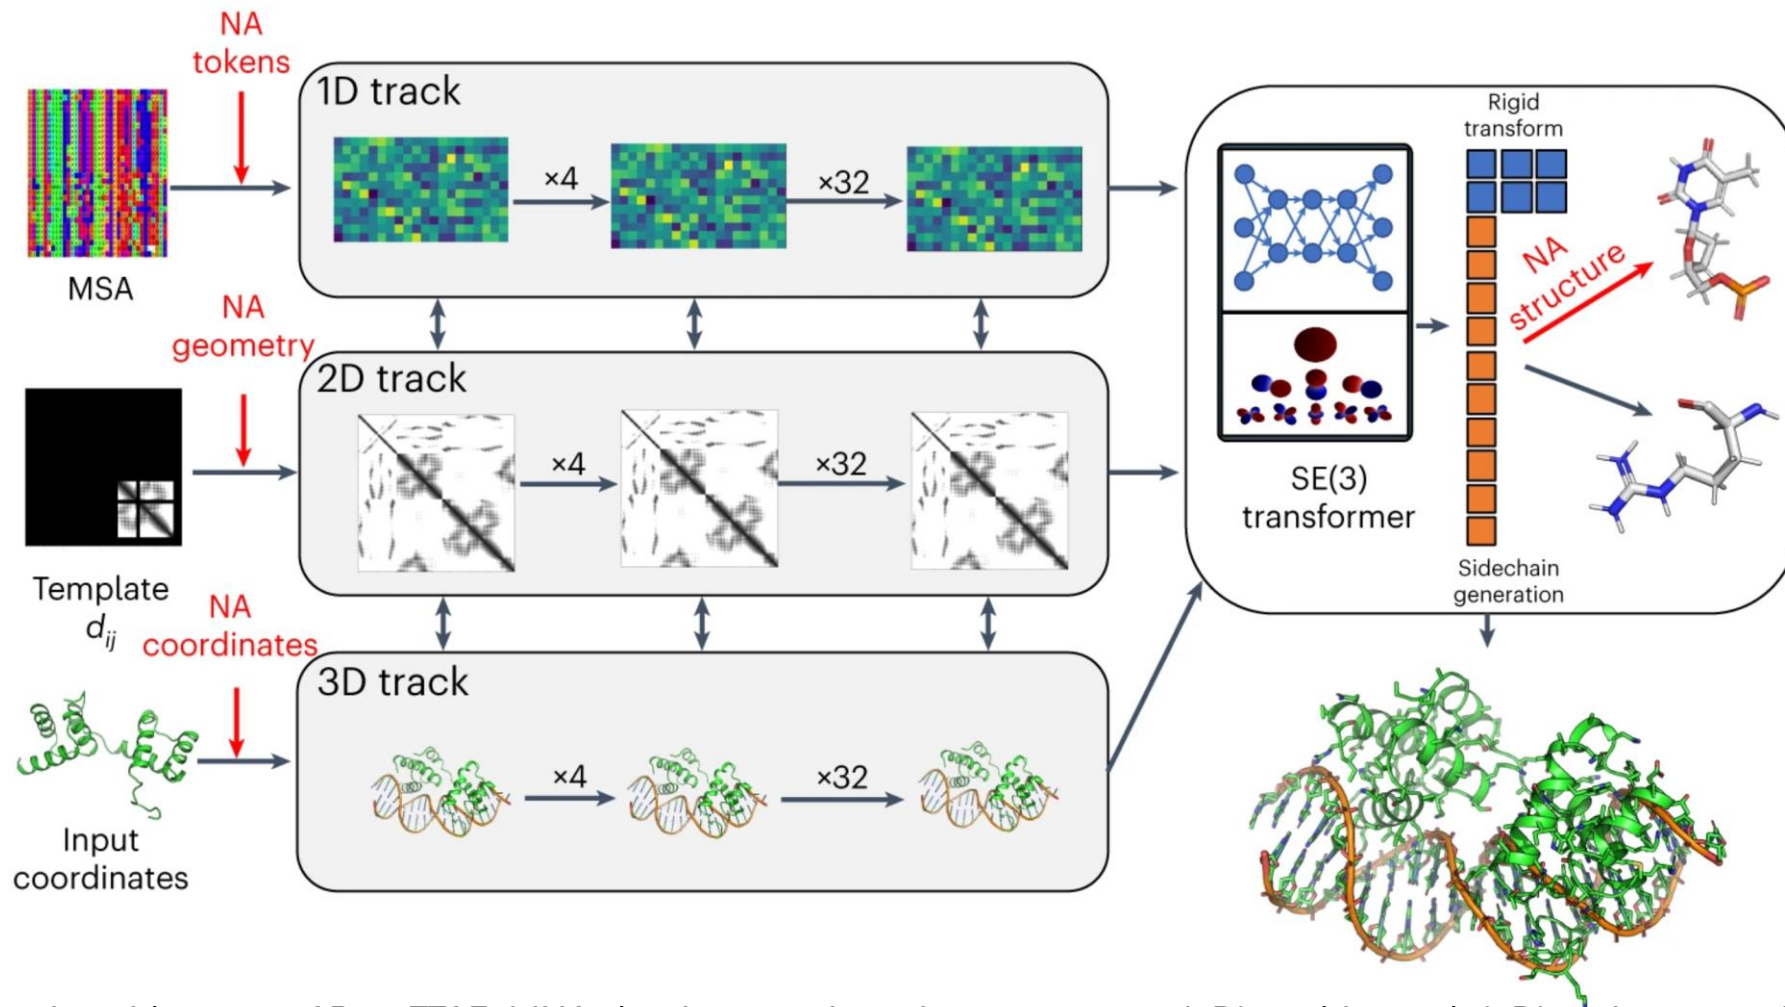 NA
tokens
1D track
×4
×32
MSA
NA
geometry
2D track
×4
×32
Template
dij
NA
coordinates
3D track
×4
×32
Input
coordinates
Rigid
transform
NA
structure
SE(3)
transformer
Sidechain
generation